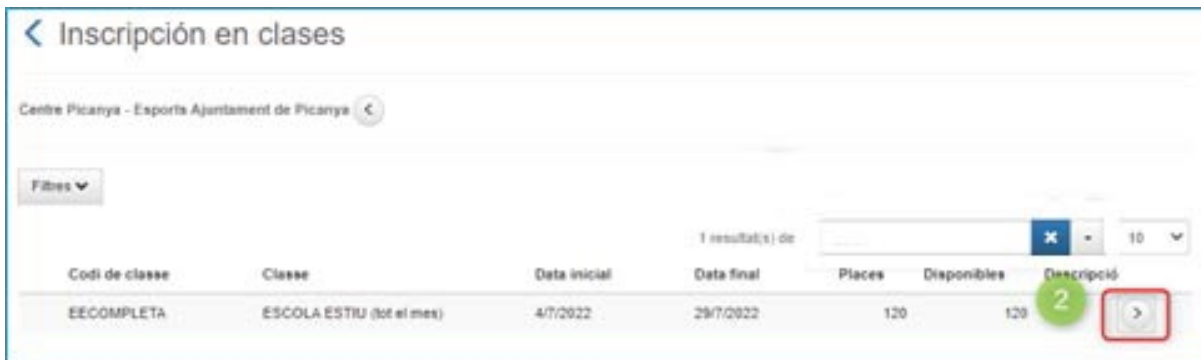 Inscripción en clases
Centre Picanya - Esports Ajuntament de Picanya
Filtres
1 resultat(s) de
10
Codi de classe Classe Data inicial Data final Places Disponibles Descripció
EECOMPLETA ESCOLA ESTIU (tot el mes) 4/7/2022 29/7/2022 120 120 2